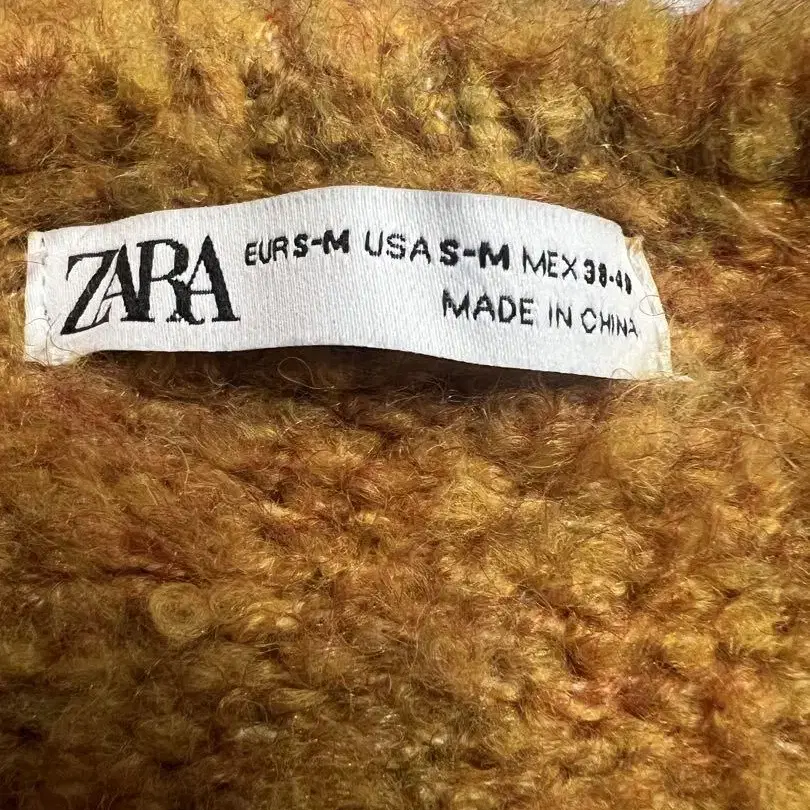 ZARA
EUR S-M USA S-M MEX 38-40
MADE IN CHINA